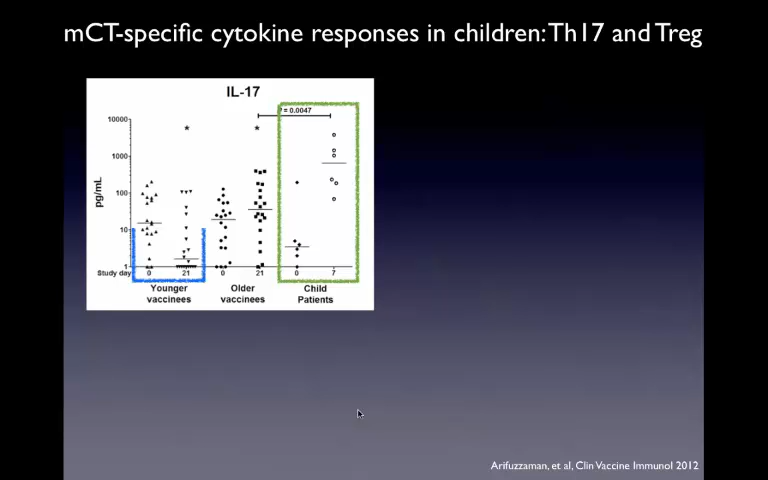 mCT-specific cytokine responses in children: Th17 and Treg
IL-17
= 0.0047
10000
*
*
1000
pg/mL
100
10
1
Study day 0 21 0 21 0 7
Younger vaccinees
Older vaccinees
Child Patients
Arifuzzaman, et al, Clin Vaccine Immunol 2012